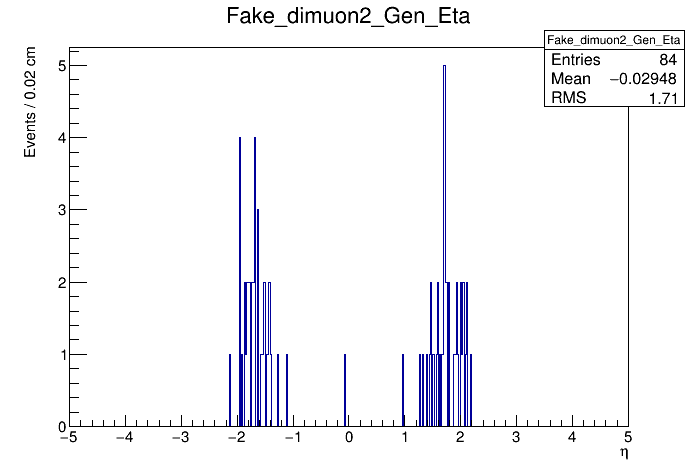 Fake_dimuon2_Gen_Eta
Fake_dimuon2_Gen_Eta
Entries 84
Mean −0.02948
RMS 1.71
Events / 0.02 cm
5
4
3
2
1
0
−5 −4 −3 −2 −1 0 1 2 3 4 5
η